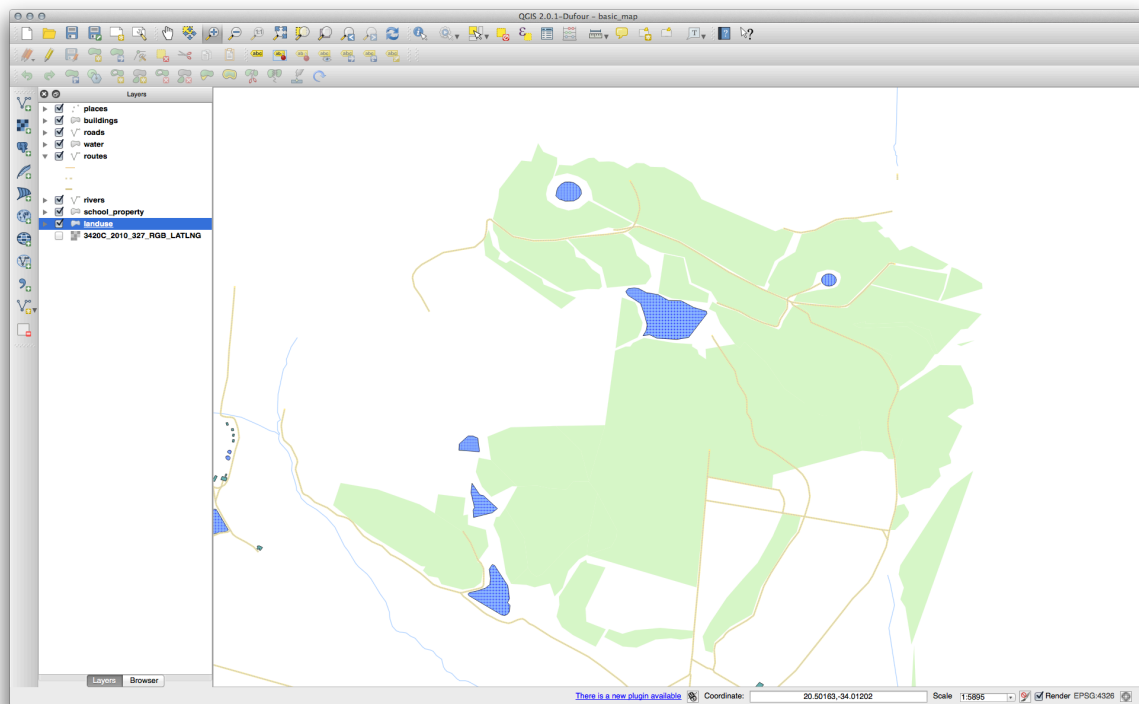 QGIS 2.0.1-Dufour - basic_map
Layers
places
buildings
roads
water
routes
rivers
school_property
landuse
3420C_2010_327_RGB_LATLNG
Layers Browser
There is a new plugin available Coordinate: 20.50163,-34.01202 Scale 1:5895 Render EPSG:4326